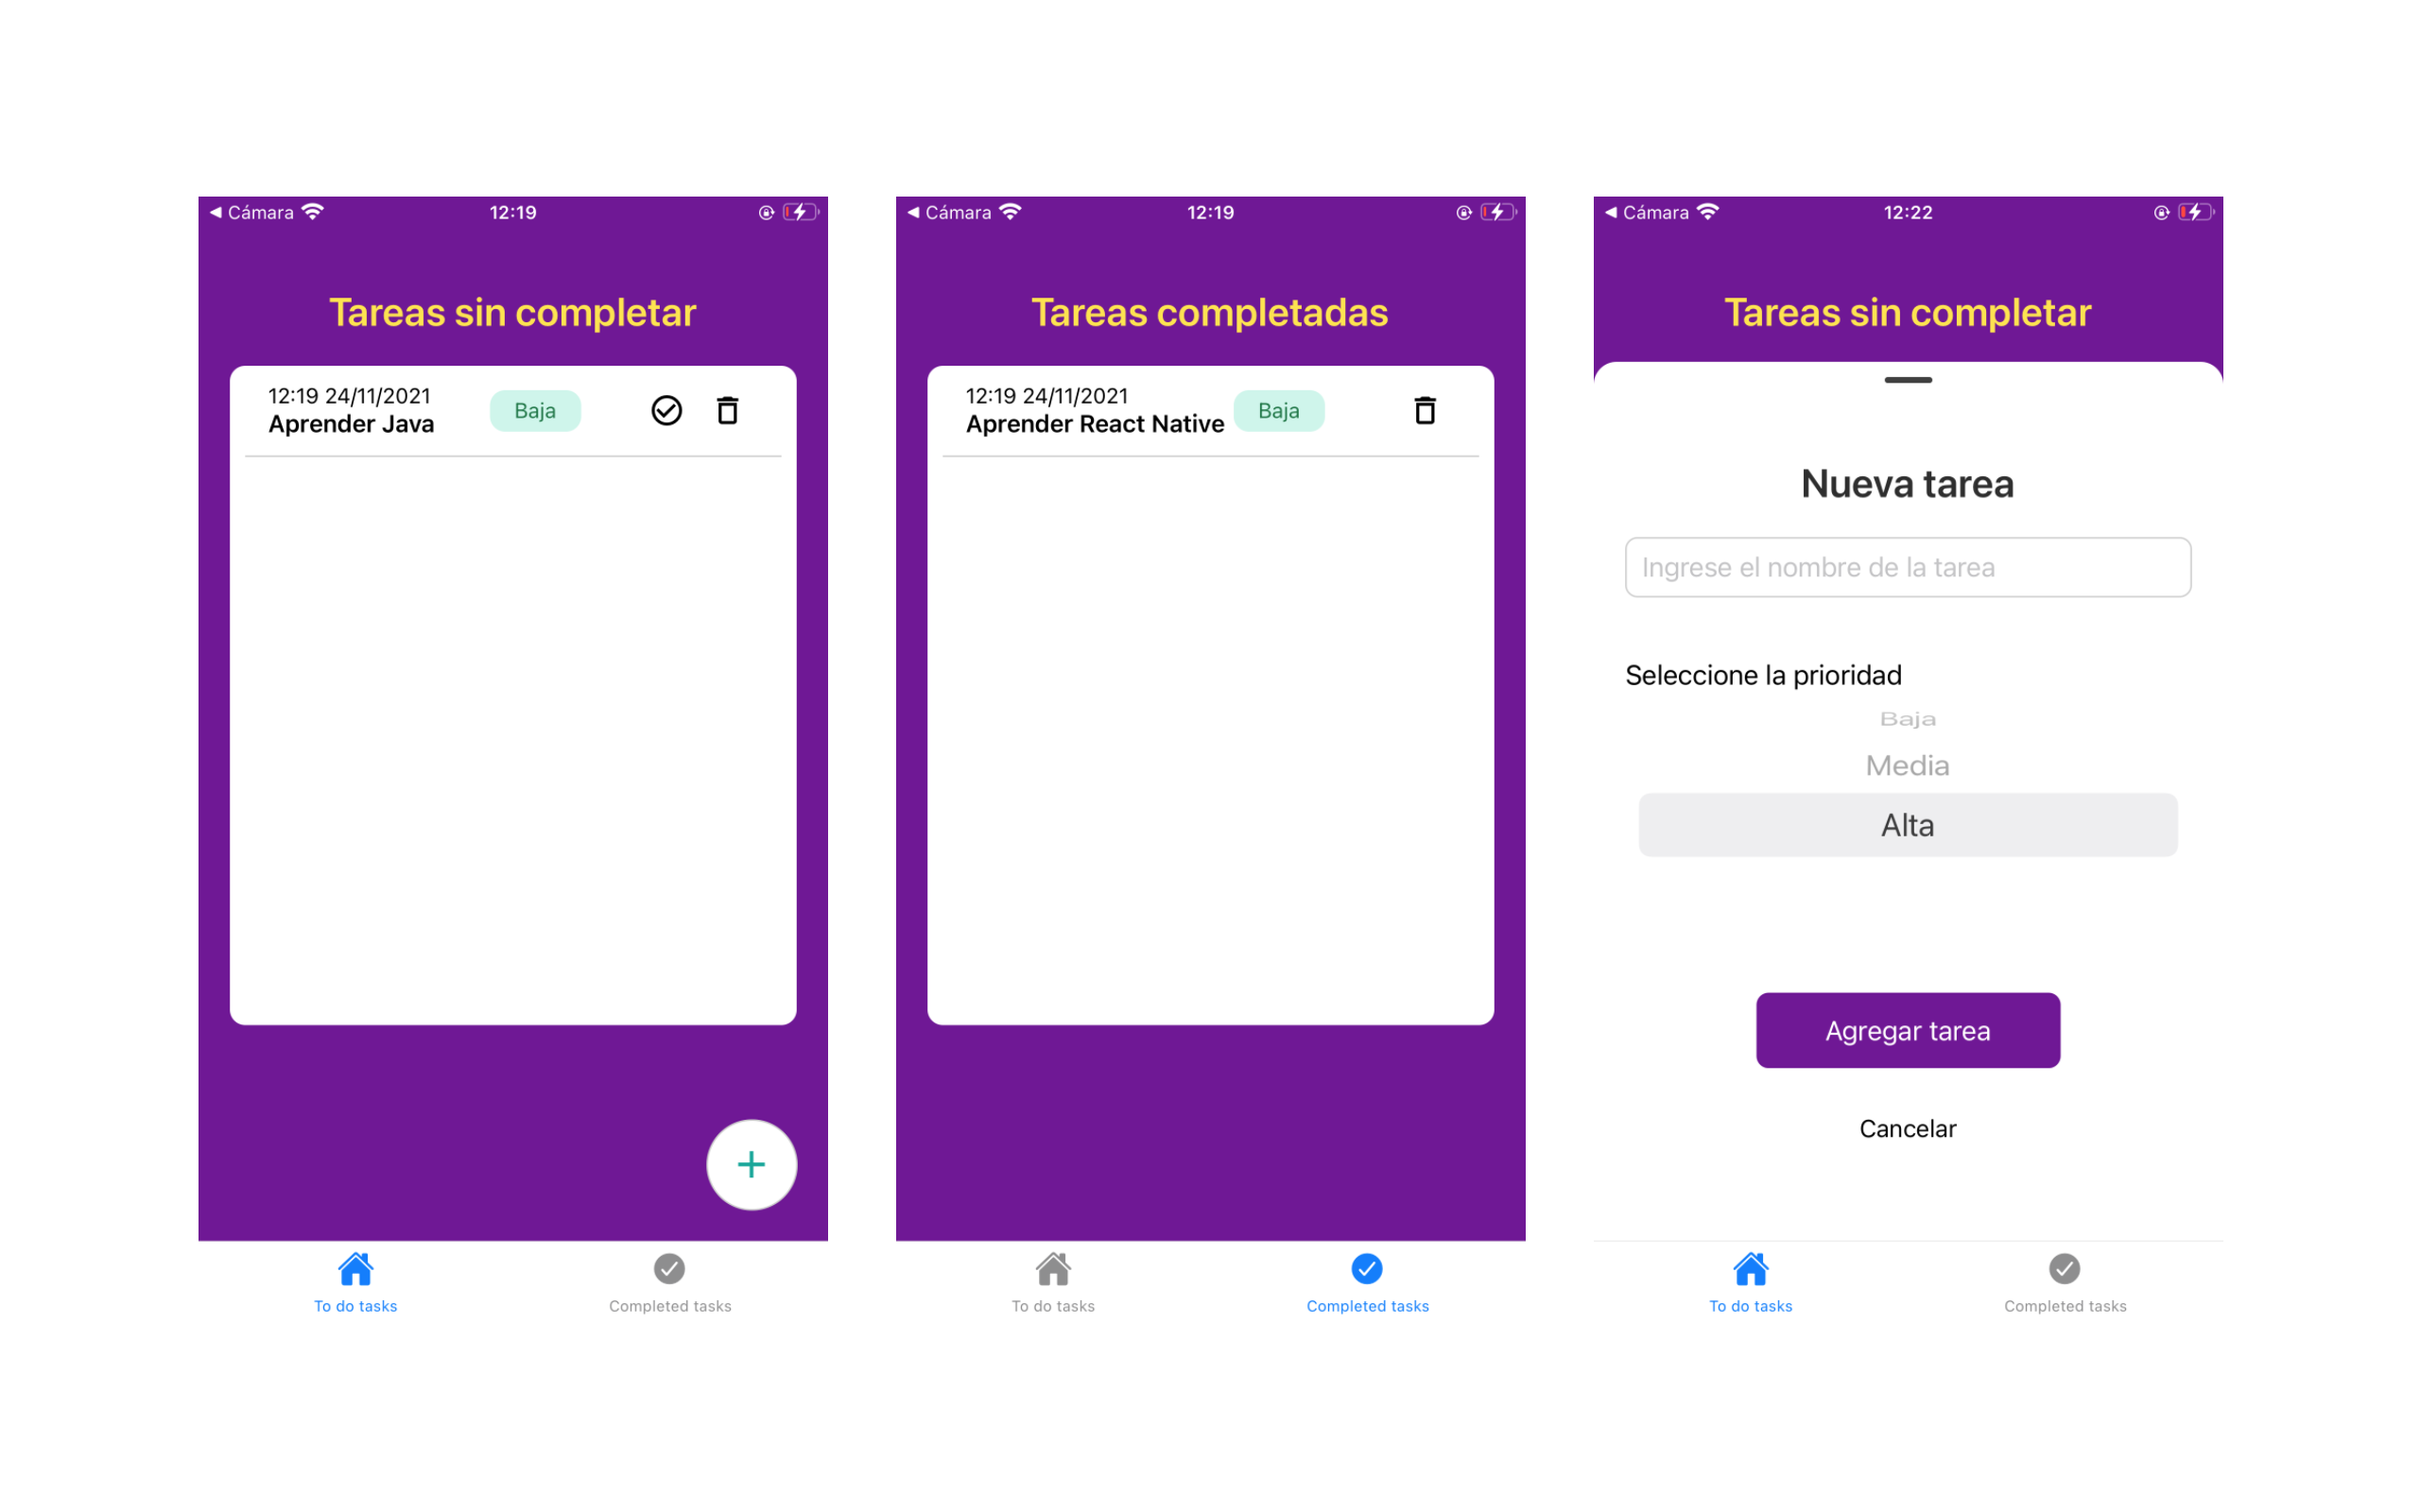 Cámara 12:19
Tareas sin completar
12:19 24/11/2021
Aprender Java
Baja
To do tasks
Completed tasks
Cámara 12:19
Tareas completadas
12:19 24/11/2021
Aprender React Native
Baja
To do tasks
Completed tasks
Cámara 12:22
Tareas sin completar
Nueva tarea
Ingrese el nombre de la tarea
Seleccione la prioridad
Baja
Media
Alta
Agregar tarea
Cancelar
To do tasks
Completed tasks